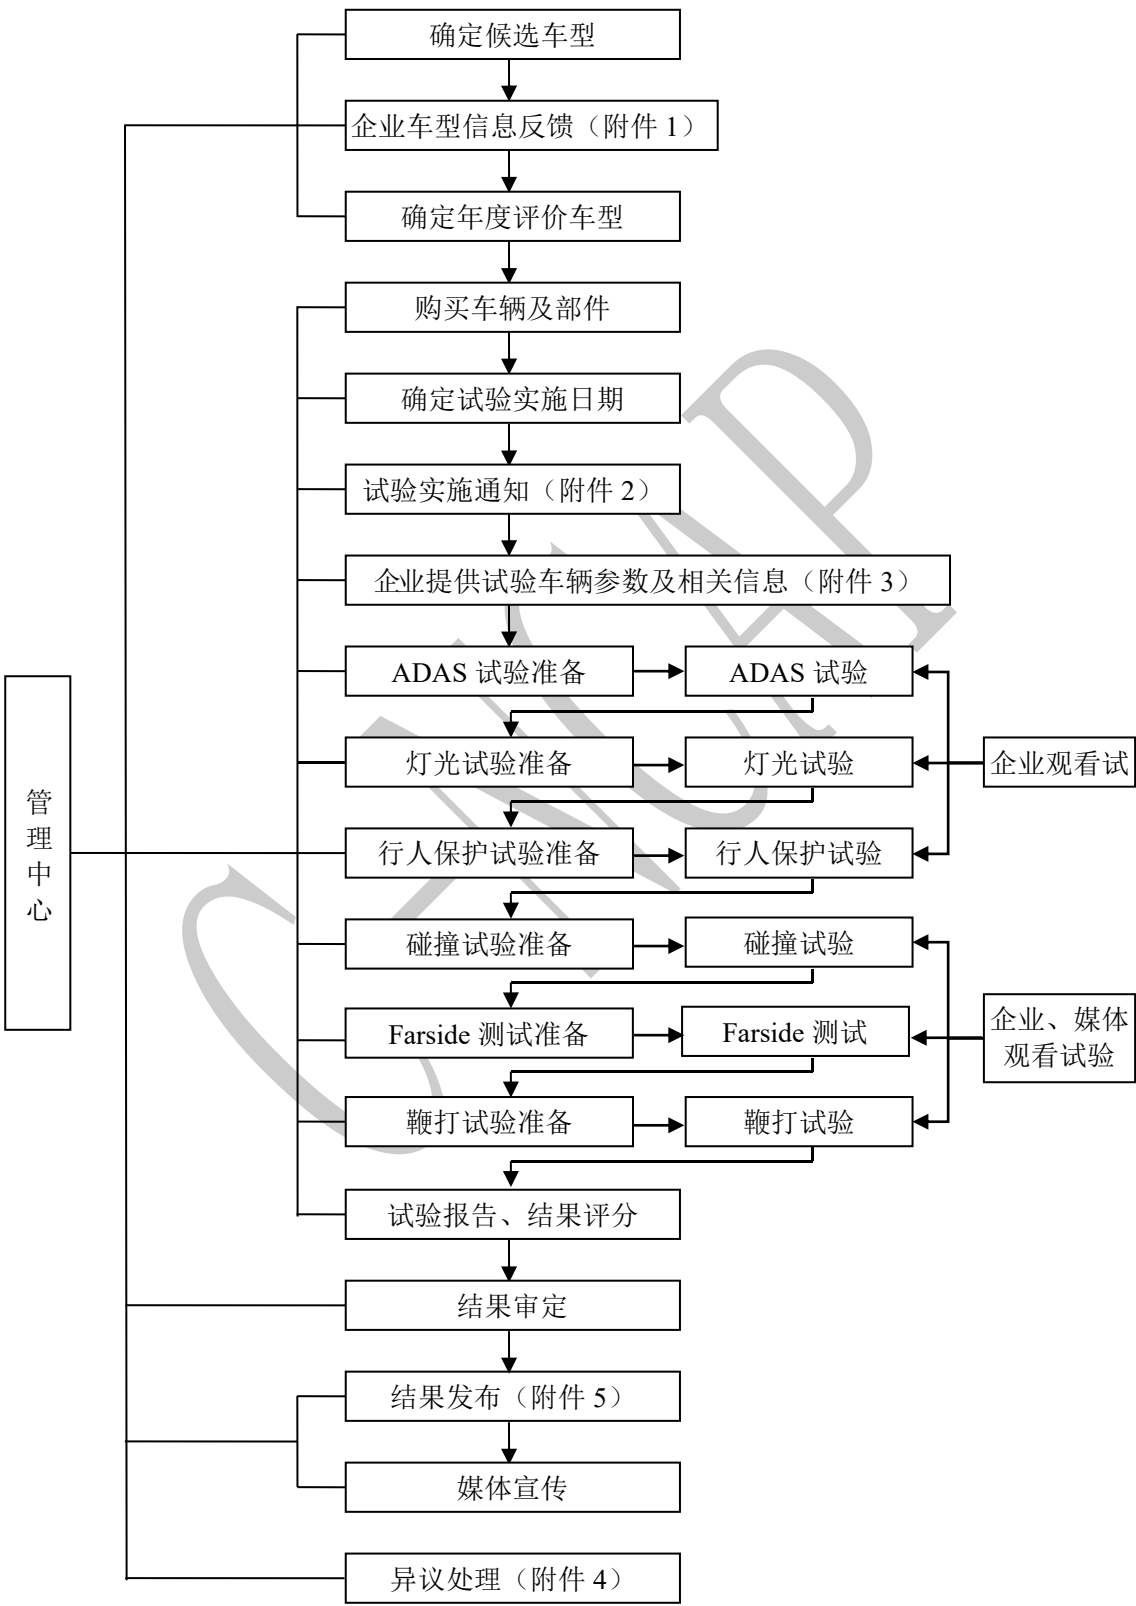 确定候选车型
企业车型信息反馈（附件 1）
确定年度评价车型
购买车辆及部件
确定试验实施日期
试验实施通知（附件 2）
企业提供试验车辆参数及相关信息（附件 3）
ADAS 试验准备
ADAS 试验
灯光试验准备
灯光试验
企业观看试
管
理
中
心
行人保护试验准备
行人保护试验
碰撞试验准备
碰撞试验
Farside 测试准备
Farside 测试
企业、媒体
观看试验
鞭打试验准备
鞭打试验
试验报告、结果评分
结果审定
结果发布（附件 5）
媒体宣传
异议处理（附件 4）
C-NCAP